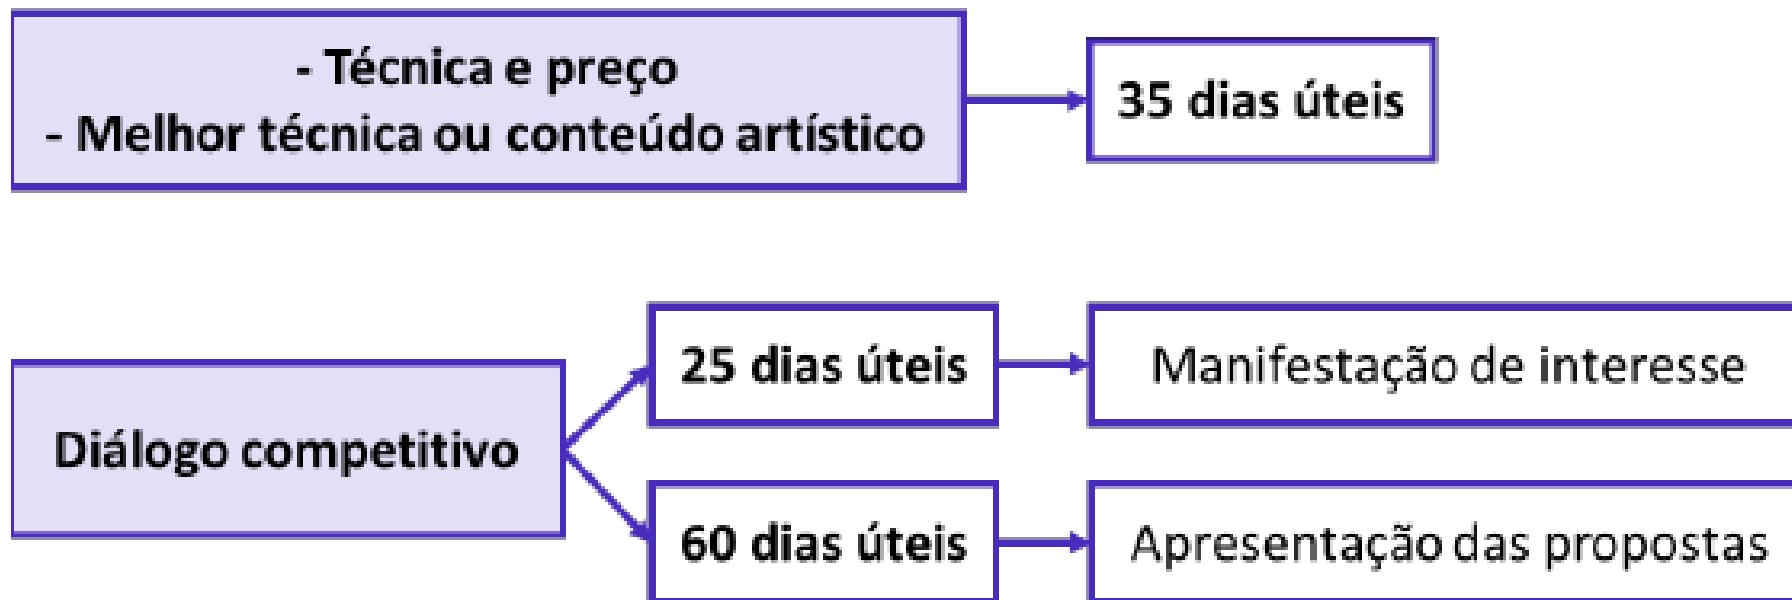 - Técnica e preço
- Melhor técnica ou conteúdo artístico
35 dias úteis
Diálogo competitivo
25 dias úteis
Manifestação de interesse
60 dias úteis
Apresentação das propostas